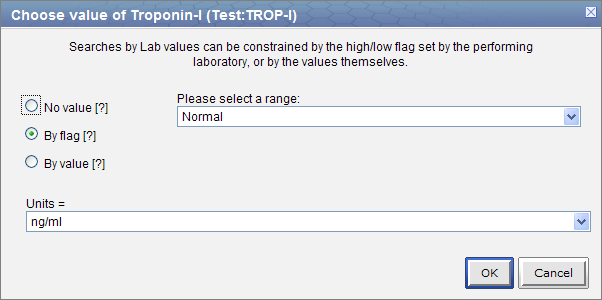 Choose value of Troponin-I (Test:TROP-I)
Searches by Lab values can be constrained by the high/low flag set by the performing
laboratory, or by the values themselves.
No value [?]
By flag [?]
By value [?]
Please select a range:
Normal
Units =
ng/ml
OK
Cancel